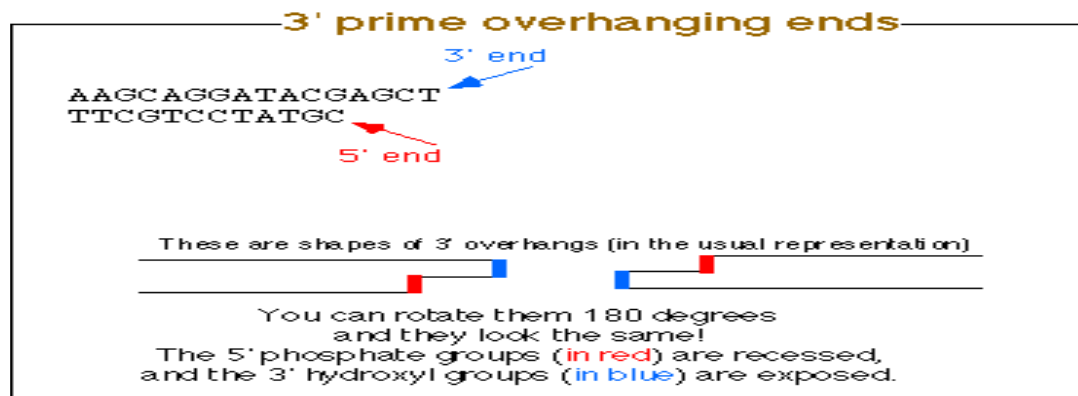 3' prime overhanging ends
3' end
AAGCAGGATACGAGCT
TTCGTCCTATGC
5' end
These are shapes of 3' overhangs (in the usual representation)
You can rotate them 180 degrees
and they look the same!
The 5' phosphate groups (in red) are recessed,
and the 3' hydroxyl groups (in blue) are exposed.